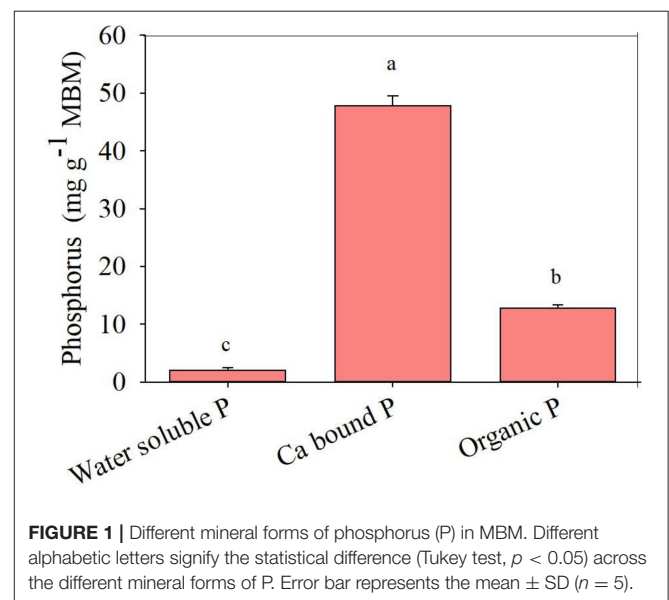 60
50
40
30
20
10
0
Phosphorus (mg g-1 MBM)
a
b
c
Water soluble P
Ca bound P
Organic P
FIGURE 1 | Different mineral forms of phosphorus (P) in MBM. Different
alphabetic letters signify the statistical difference (Tukey test, p < 0.05) across
the different mineral forms of P. Error bar represents the mean ± SD (n = 5).